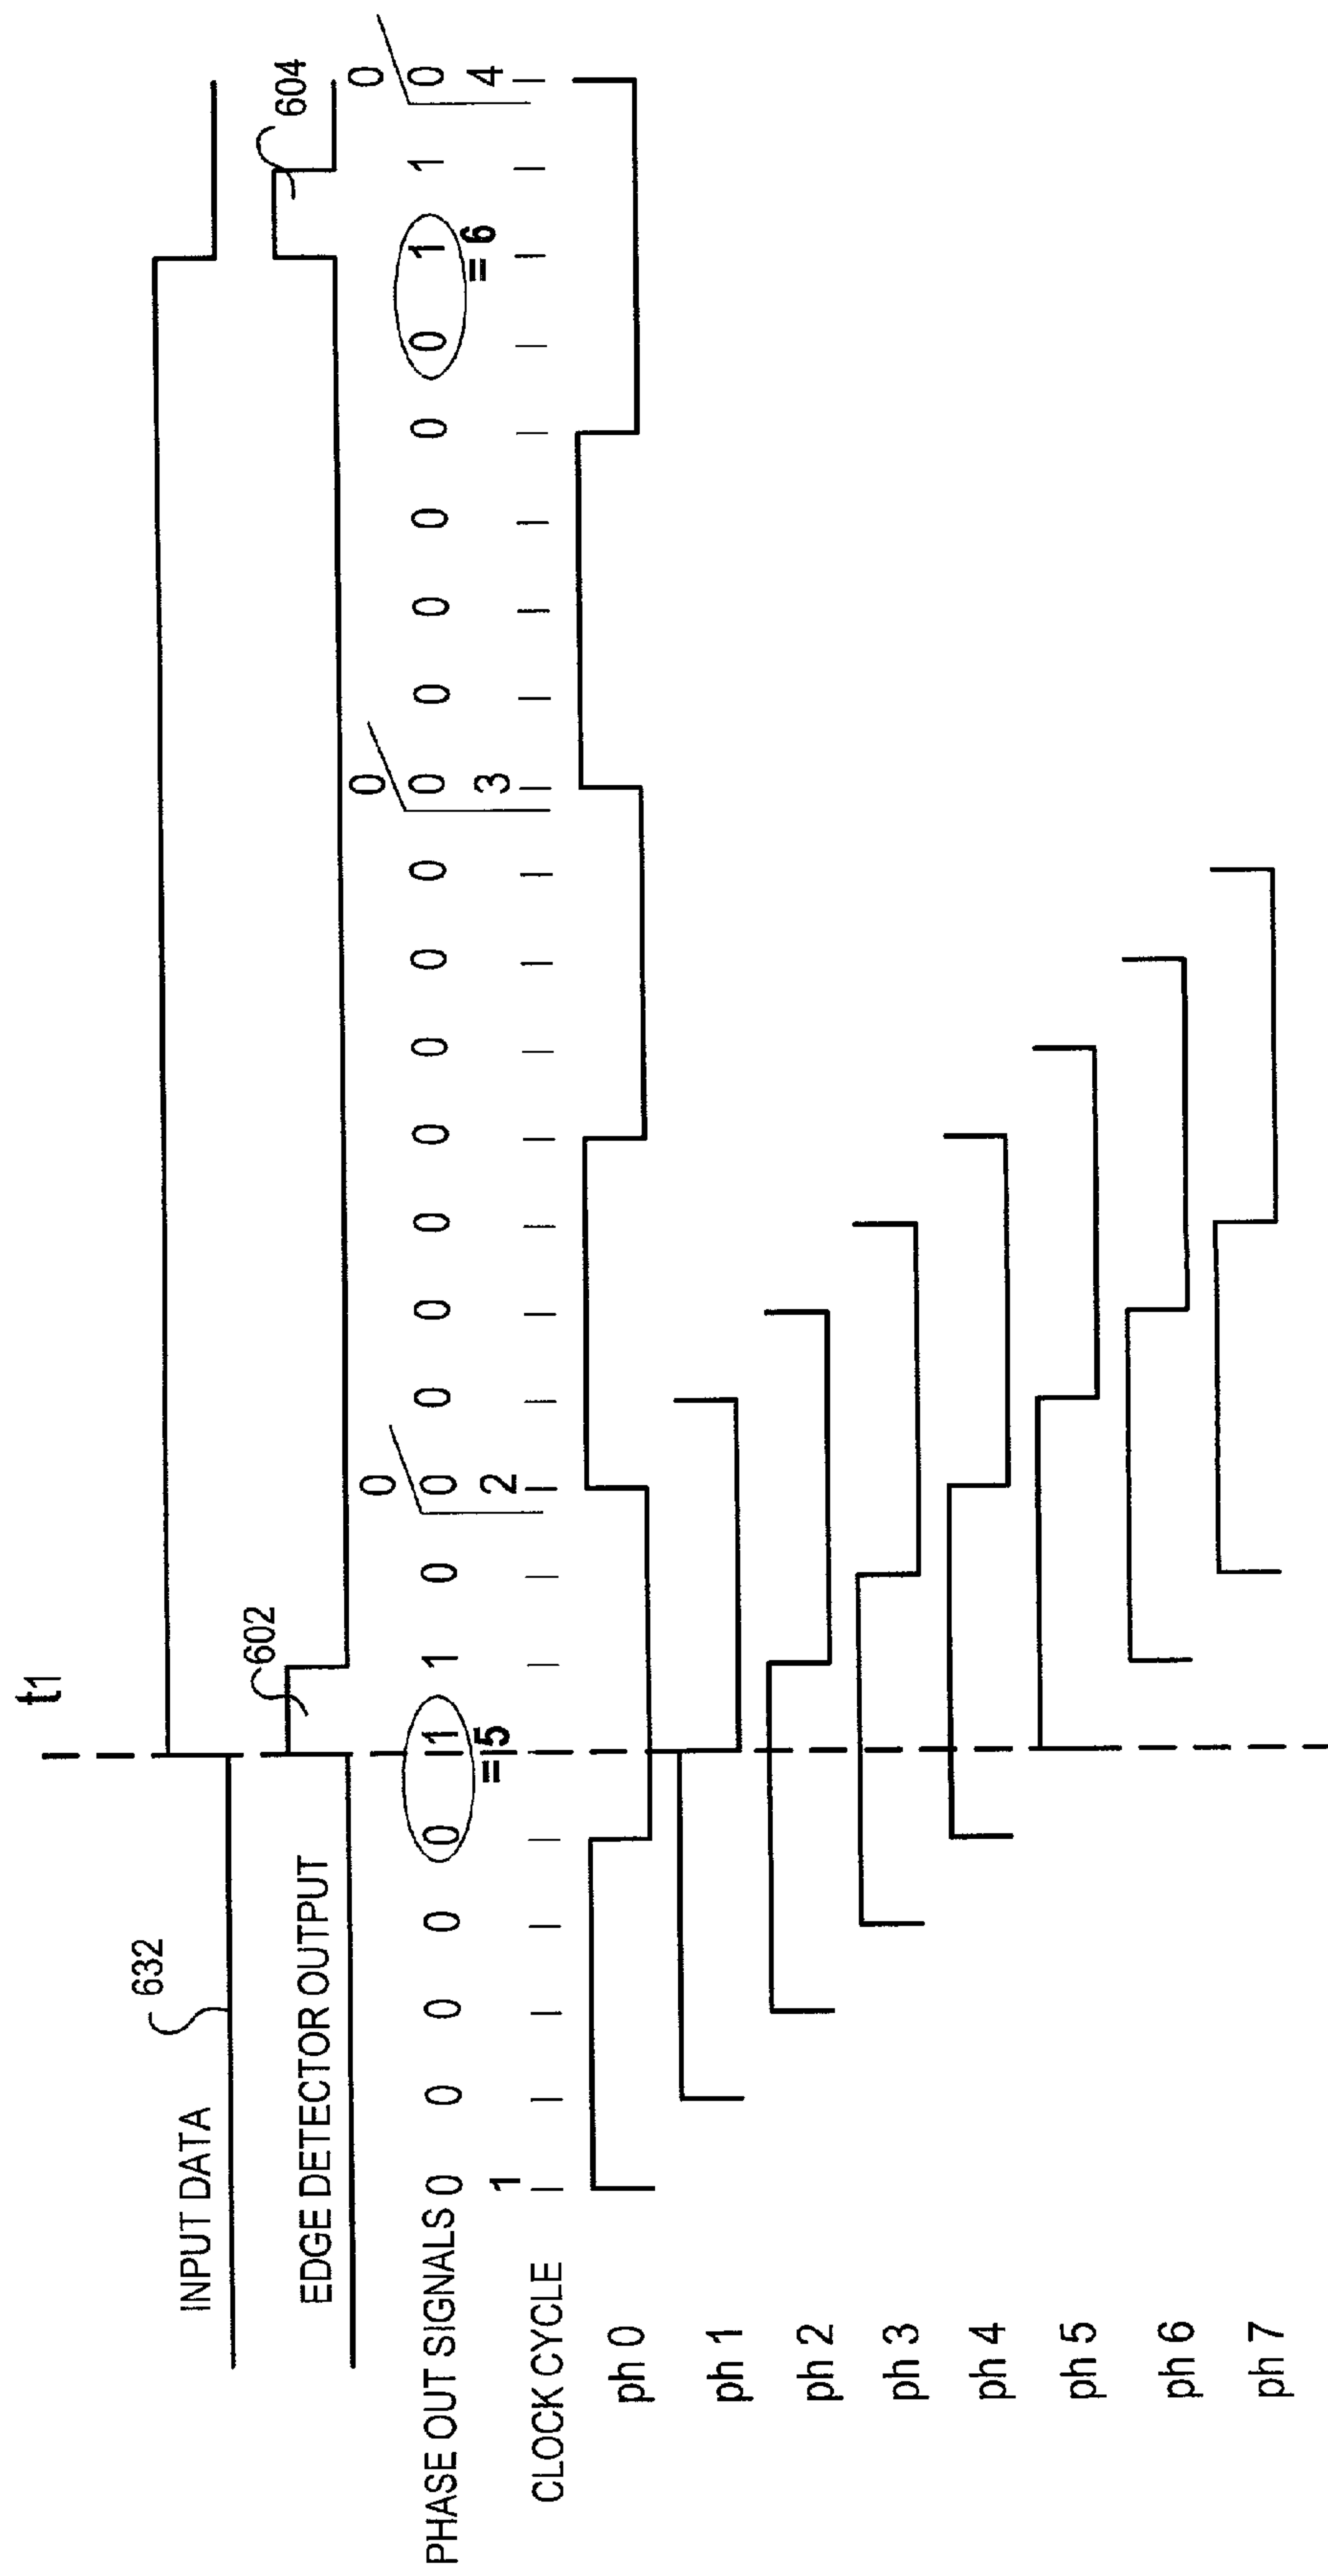 t1
632
INPUT DATA
602
604
EDGE DETECTOR OUTPUT
0 0 0
PHASE OUT SIGNALS 0 0 0 0 0 1 1 0 0 0 0 0 0 0 0 0 0 0 0 0 0 0 1 1 0
1 = 5 2 3 = 6 4
CLOCK CYCLE
ph 0
ph 1
ph 2
ph 3
ph 4
ph 5
ph 6
ph 7